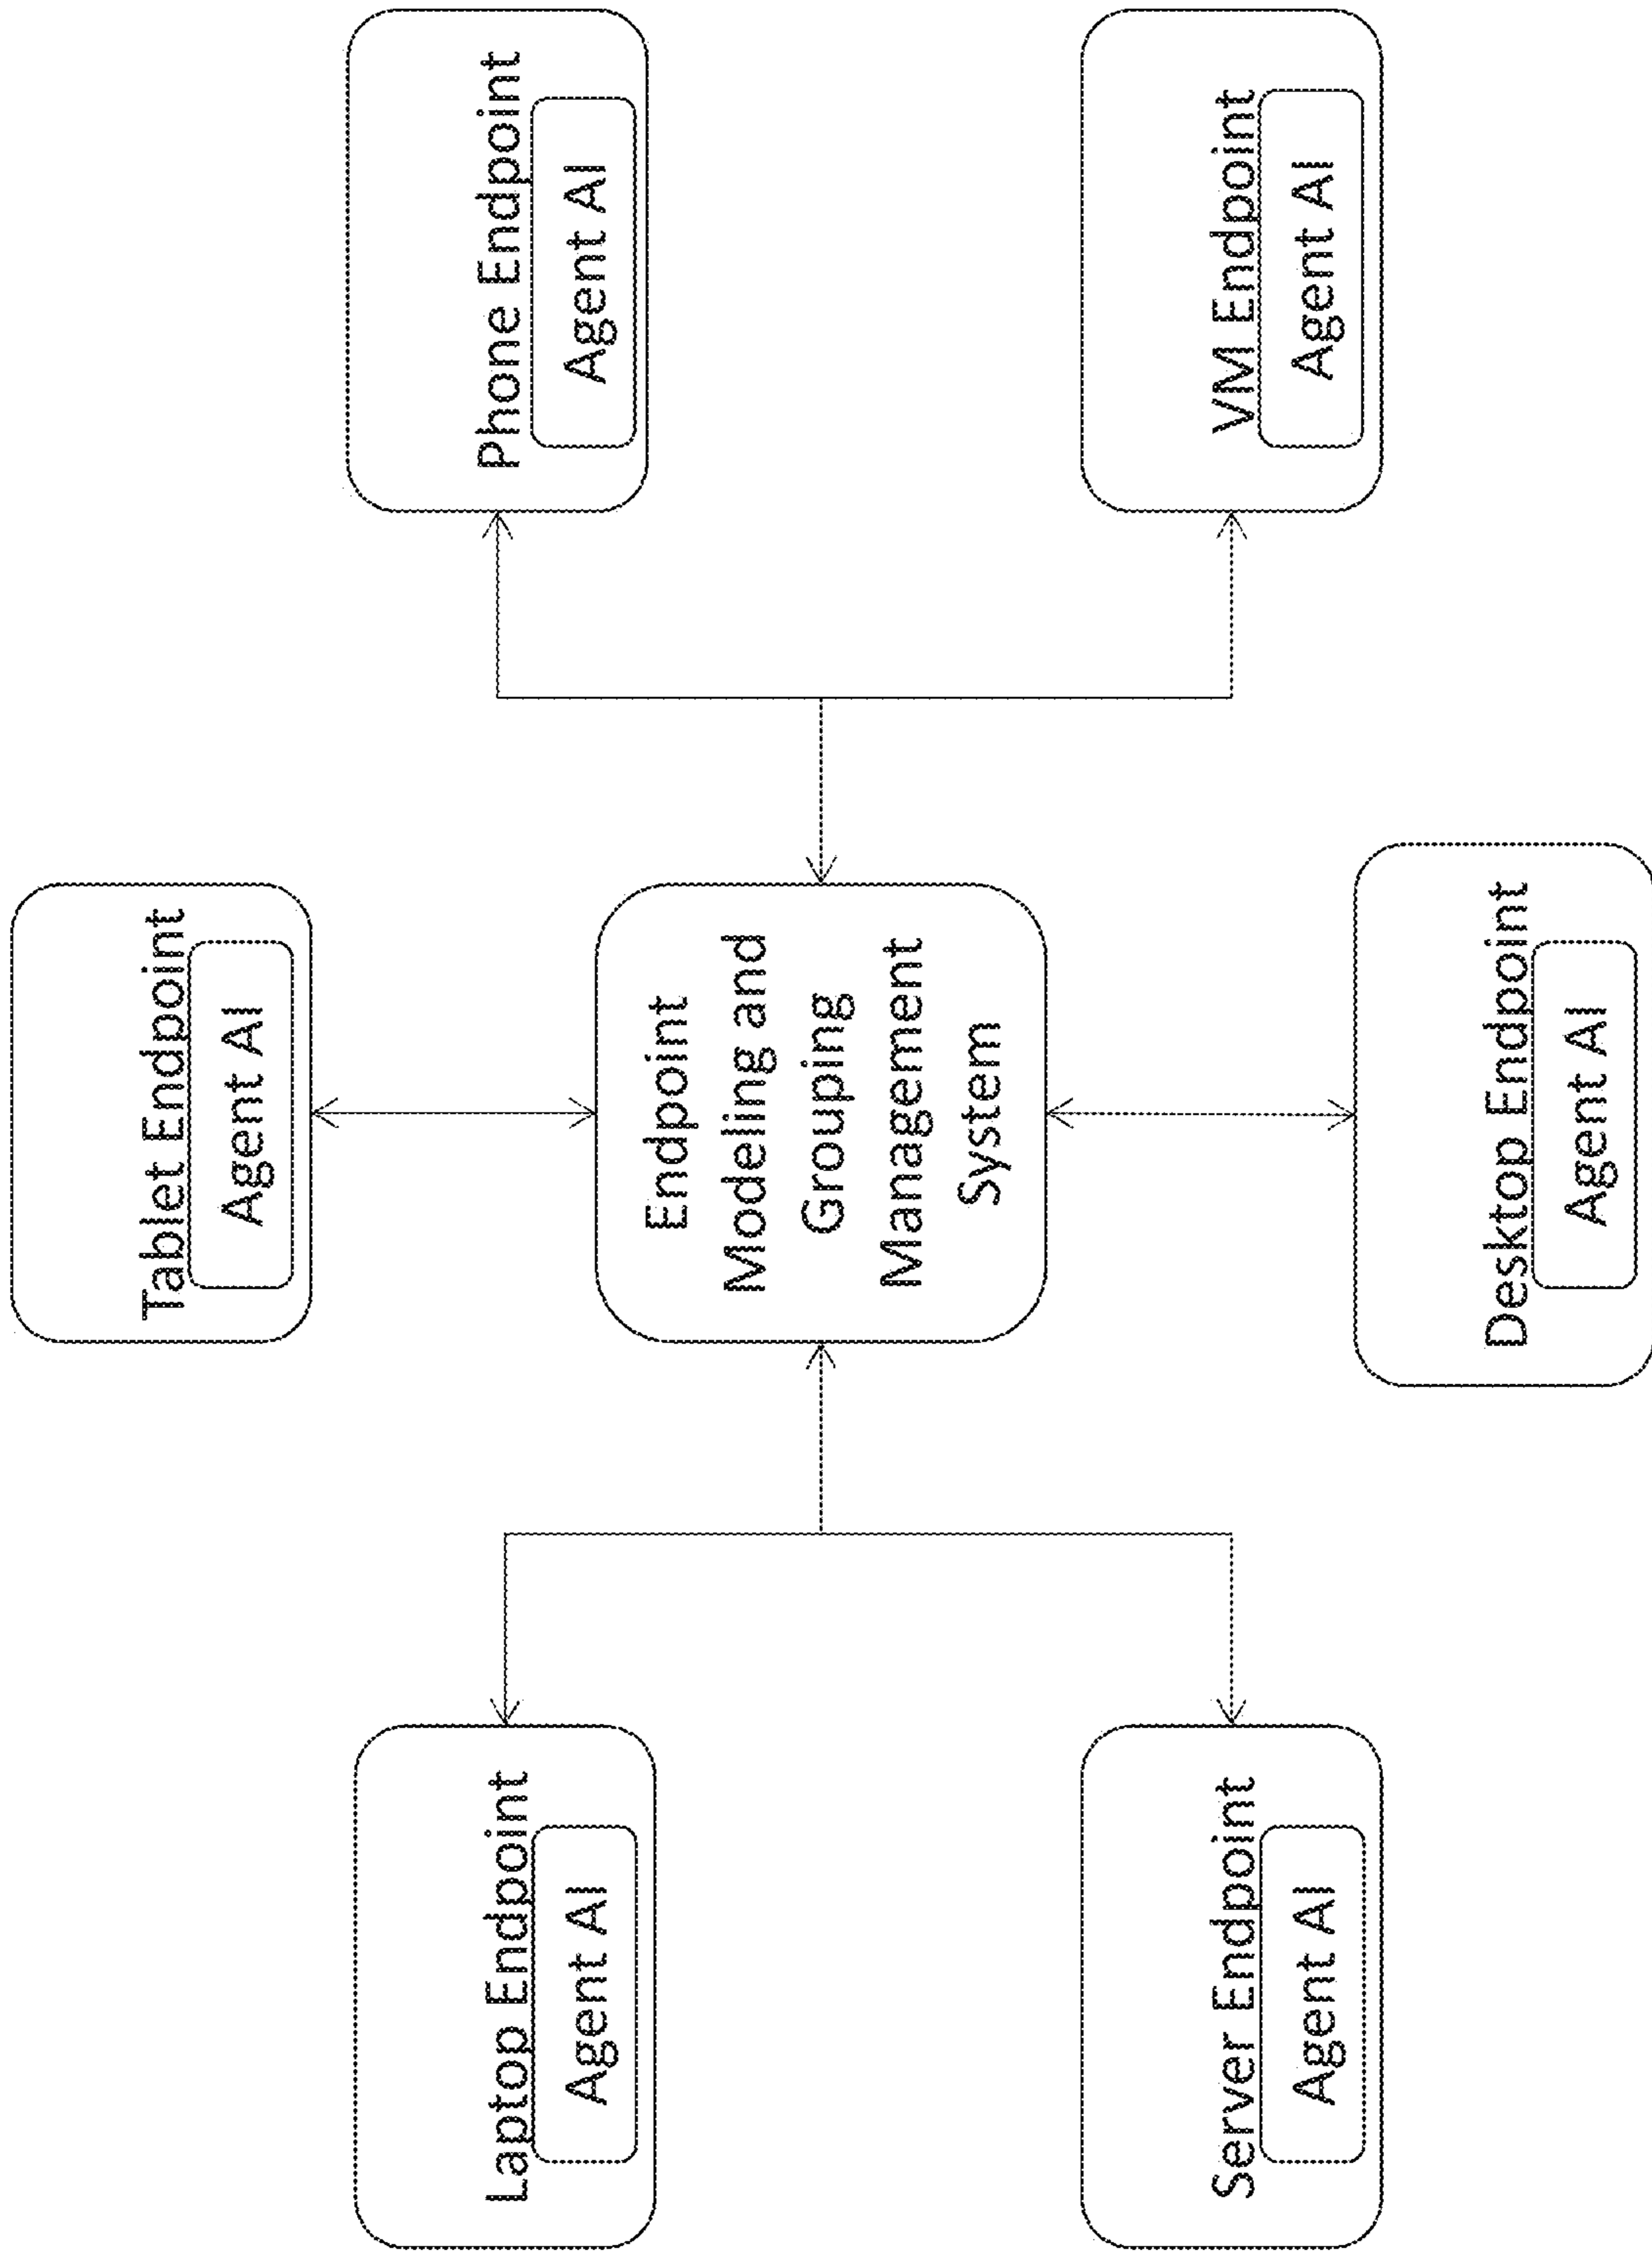 Tablet Endpoint
Agent AI
Laptop Endpoint
Agent AI
Phone Endpoint
Agent AI
Endpoint
Modeling and
Grouping
Management
System
Server Endpoint
Agent AI
VM Endpoint
Agent AI
Desktop Endpoint
Agent AI